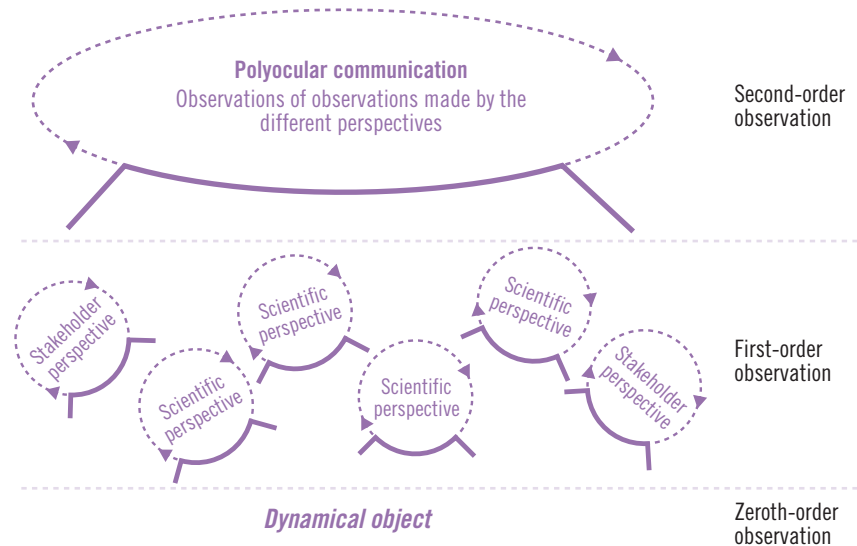 Polyocular communication
Observations of observations made by the
different perspectives
Second-order
observation
Stakeholder
perspective
Scientific
perspective
Scientific
perspective
Scientific
perspective
Scientific
perspective
Stakeholder
perspective
First-order
observation
Dynamical object
Zeroth-order
observation